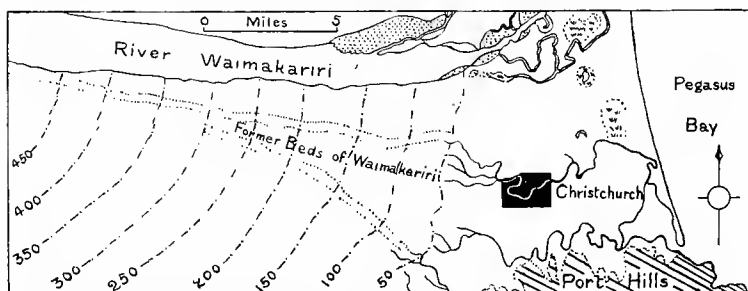 0 Miles 5
River Waimakariri
Pegasus
Bay
Former Beds of Waimakariri
Christchurch
Port Hills
450
400
350
300
250
200
150
100
50